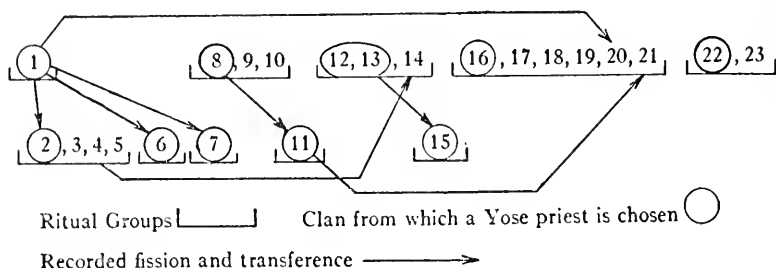 1 8, 9, 10 12, 13, 14 16, 17, 18, 19, 20, 21 22, 23
2, 3, 4, 5 6 7 11 15
Ritual Groups Clan from which a Yose priest is chosen
Recorded fission and transference